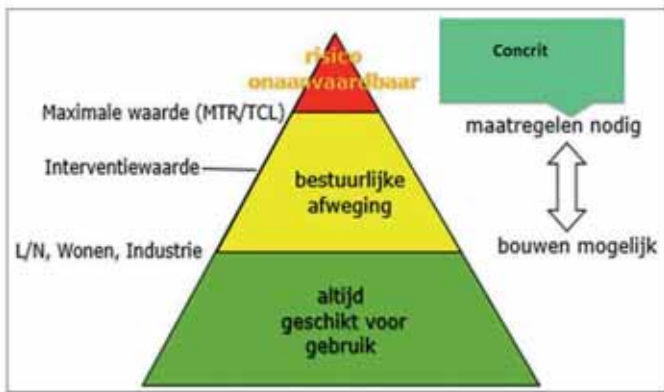 risico
onaanvaardbaar
Concrit
Maximale waarde (MTR/TCL)
maatregelen nodig
Interventiewaarde
bestuurlijke
afweging
L/N, Wonen, Industrie
bouwen mogelijk
altijd
geschikt voor
gebruik